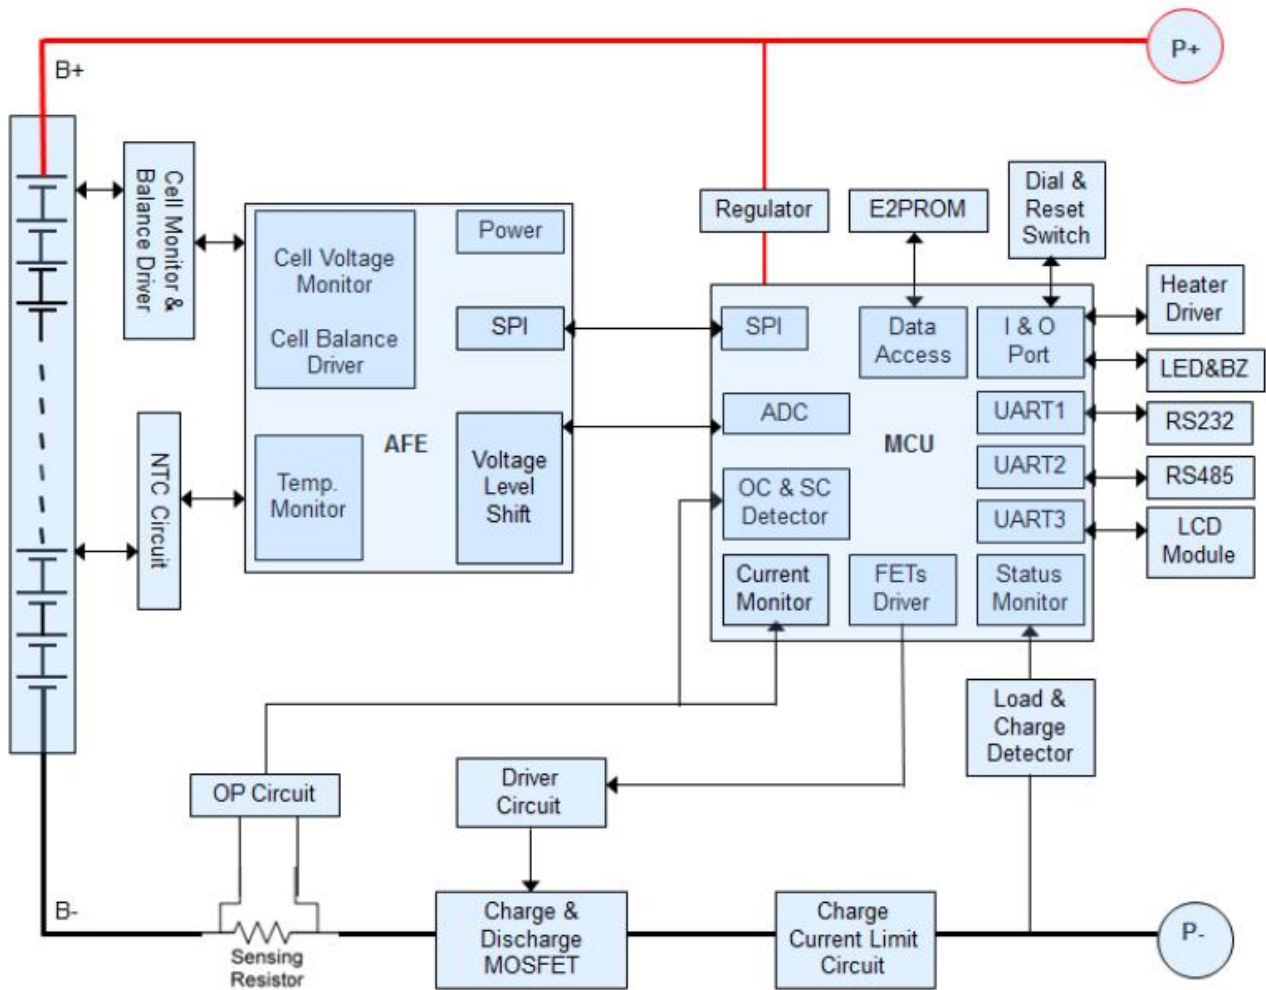 P+
B+
Cell Monitor &
Balance Driver
Cell Voltage
Monitor
Cell Balance
Driver
Power
SPI
AFE
Temp.
Monitor
Voltage
Level
Shift
NTC Circuit
Regulator
E2PROM
Dial &
Reset
Switch
Heater
Driver
LED&BZ
RS232
RS485
LCD
Module
SPI
Data
Access
I & O
Port
ADC
MCU
UART1
UART2
UART3
OC & SC
Detector
Current
Monitor
FETs
Driver
Status
Monitor
Load &
Charge
Detector
OP Circuit
Driver
Circuit
B-
Sensing
Resistor
Charge &
Discharge
MOSFET
Charge
Current Limit
Circuit
P-